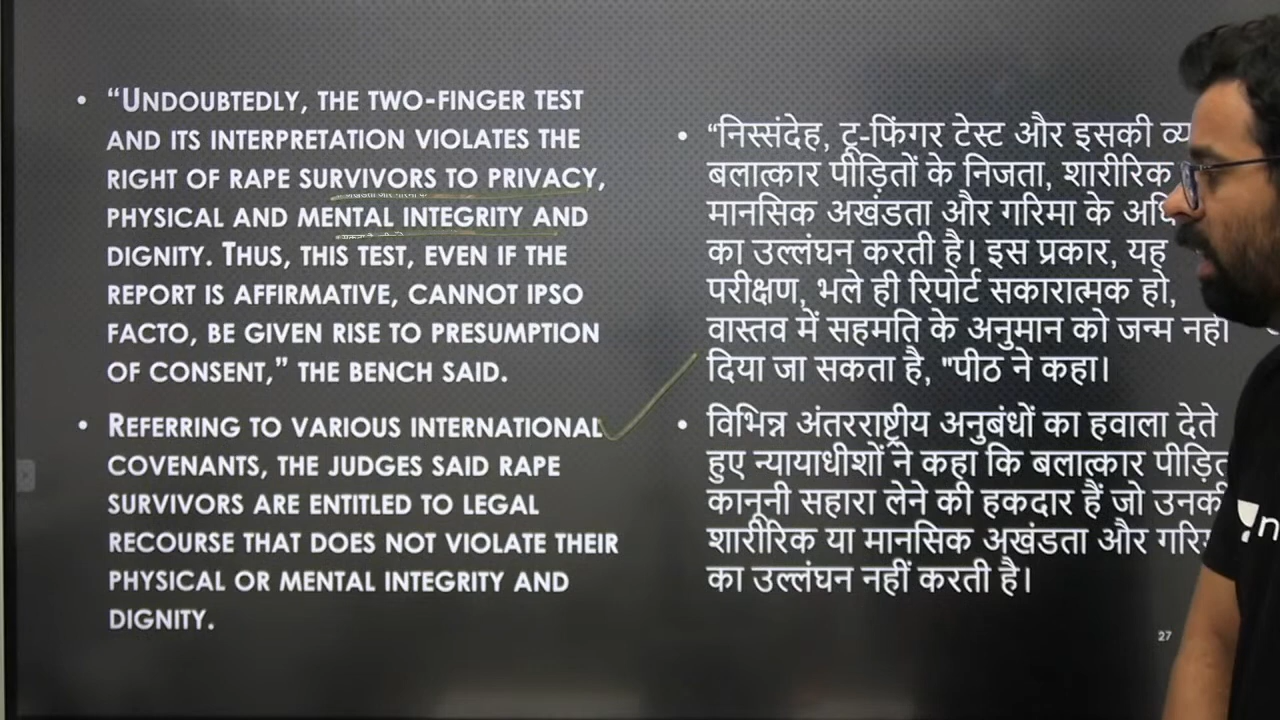 • “UNDOUBTEDLY, THE TWO-FINGER TEST
AND ITS INTERPRETATION VIOLATES THE
RIGHT OF RAPE SURVIVORS TO PRIVACY,
PHYSICAL AND MENTAL INTEGRITY AND
DIGNITY. THUS, THIS TEST, EVEN IF THE
REPORT IS AFFIRMATIVE, CANNOT IPSO
FACTO, BE GIVEN RISE TO PRESUMPTION
OF CONSENT,” THE BENCH SAID.
• REFERRING TO VARIOUS INTERNATIONAL
COVENANTS, THE JUDGES SAID RAPE
SURVIVORS ARE ENTITLED TO LEGAL
RECOURSE THAT DOES NOT VIOLATE THEIR
PHYSICAL OR MENTAL INTEGRITY AND
DIGNITY.
• “निस्संदेह, टू-फिंगर टेस्ट और इसकी
बलात्कार पीड़ितों के निजता, शारीरिक
मानसिक अखंडता और गरिमा के
का उल्लंघन करती है। इस प्रकार, यह
परीक्षण, भले ही रिपोर्ट सकारात्मक हो,
वास्तव में सहमति के अनुमान को जन्म नहीं
दिया जा सकता है, "पीठ ने कहा।
• विभिन्न अंतरराष्ट्रीय अनुबंधों का हवाला देते
हुए न्यायाधीशों ने कहा कि बलात्कार पीड़ित
कानूनी सहारा लेने की हकदार हैं जो उनकी
शारीरिक या मानसिक अखंडता और
का उल्लंघन नहीं करती है।
27